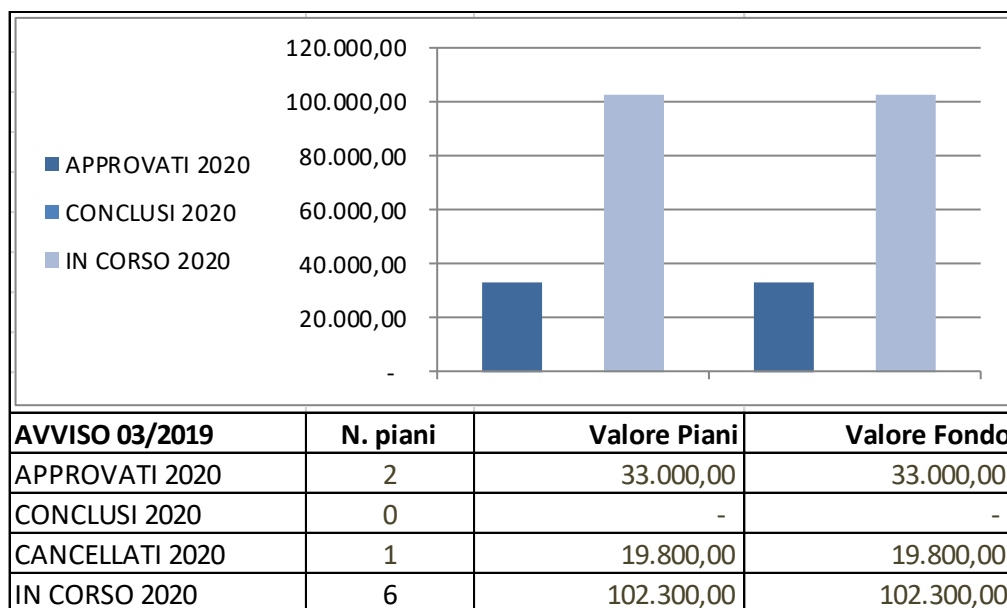 120.000,00
100.000,00
80.000,00
60.000,00
40.000,00
20.000,00
-
APPROVATI 2020
CONCLUSI 2020
IN CORSO 2020
AVVISO 03/2019 N. piani Valore Piani Valore Fondo
APPROVATI 2020 2 33.000,00 33.000,00
CONCLUSI 2020 0 - -
CANCELLATI 2020 1 19.800,00 19.800,00
IN CORSO 2020 6 102.300,00 102.300,00